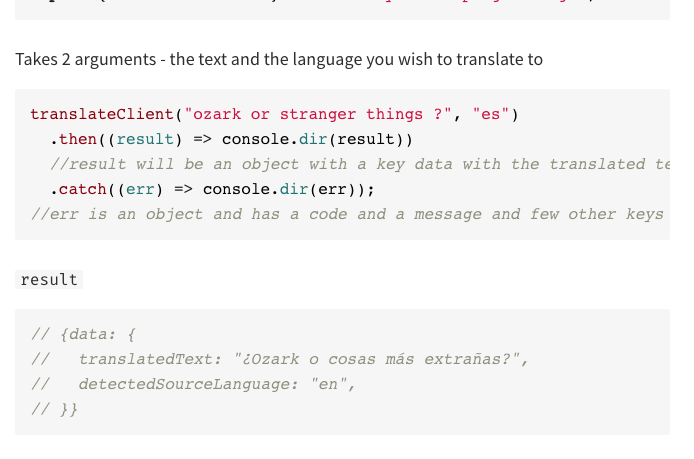 Takes 2 arguments - the text and the language you wish to translate to
translateClient("ozark or stranger things ?", "es")
.then((result) => console.dir(result))
//result will be an object with a key data with the translated te
.catch((err) => console.dir(err));
//err is an object and has a code and a message and few other keys
result
// {data: {
//   translatedText: "¿Ozark o cosas más extrañas?",
//   detectedSourceLanguage: "en",
// }}